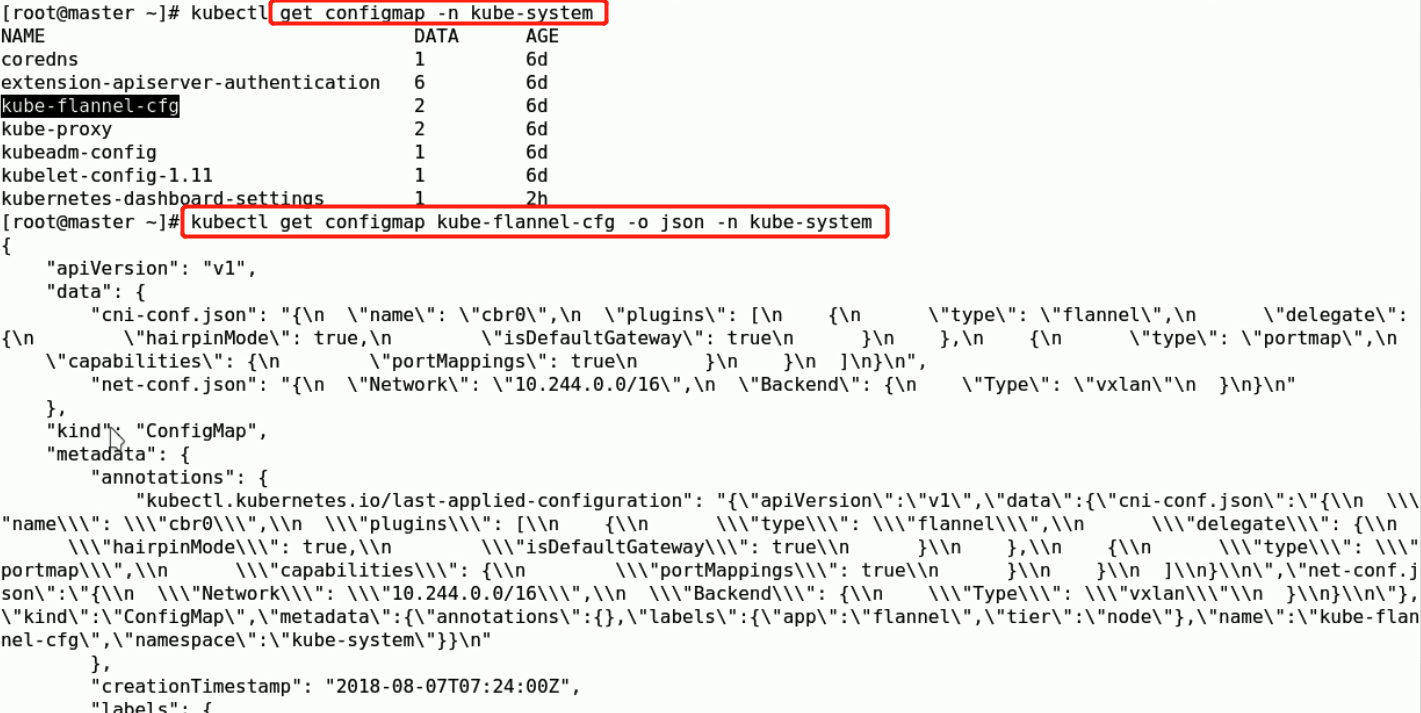 [root@master ~]# kubectl get configmap -n kube-system
NAME                                 DATA      AGE
coredns                              1         6d
extension-apiserver-authentication   6         6d
kube-flannel-cfg                     2         6d
kube-proxy                           2         6d
kubeadm-config                       1         6d
kubelet-config-1.11                  1         6d
kubernetes-dashboard-settings        1         2h
[root@master ~]# kubectl get configmap kube-flannel-cfg -o json -n kube-system
{
    "apiVersion": "v1",
    "data": {
        "cni-conf.json": "{\n  \"name\": \"cbr0\",\n  \"plugins\": [\n    {\n      \"type\": \"flannel\",\n      \"delegate\":
{\n        \"hairpinMode\": true,\n        \"isDefaultGateway\": true\n      }\n    },\n    {\n      \"type\": \"portmap\",\n
    \"capabilities\": {\n        \"portMappings\": true\n      }\n    }\n  ]\n}\n",
        "net-conf.json": "{\n  \"Network\": \"10.244.0.0/16\",\n  \"Backend\": {\n    \"Type\": \"vxlan\"\n  }\n}\n"
    },
    "kind": "ConfigMap",
    "metadata": {
        "annotations": {
            "kubectl.kubernetes.io/last-applied-configuration": "{\"apiVersion\":\"v1\",\"data\":{\"cni-conf.json\":\"{\\n  \\\
"name\\\": \\\"cbr0\\\",\\n  \\\"plugins\\\": [\\n    {\\n      \\\"type\\\": \\\"flannel\\\",\\n      \\\"delegate\\\": {\\n
      \\\"hairpinMode\\\": true,\\n        \\\"isDefaultGateway\\\": true\\n      }\\n    },\\n    {\\n      \\\"type\\\": \\\"
portmap\\\",\\n      \\\"capabilities\\\": {\\n        \\\"portMappings\\\": true\\n      }\\n    }\\n  ]\\n}\\n\",\"net-conf.j
son\":\"{\\n  \\\"Network\\\": \\\"10.244.0.0/16\\\",\\n  \\\"Backend\\\": {\\n    \\\"Type\\\": \\\"vxlan\\\"\\n  }\\n}\\n\"},
\"kind\":\"ConfigMap\",\"metadata\":{\"annotations\":{},\"labels\":{\"app\":\"flannel\",\"tier\":\"node\"},\"name\":\"kube-flan
nel-cfg\",\"namespace\":\"kube-system\"}}\n"
        },
        "creationTimestamp": "2018-08-07T07:24:00Z",
        "labels": {